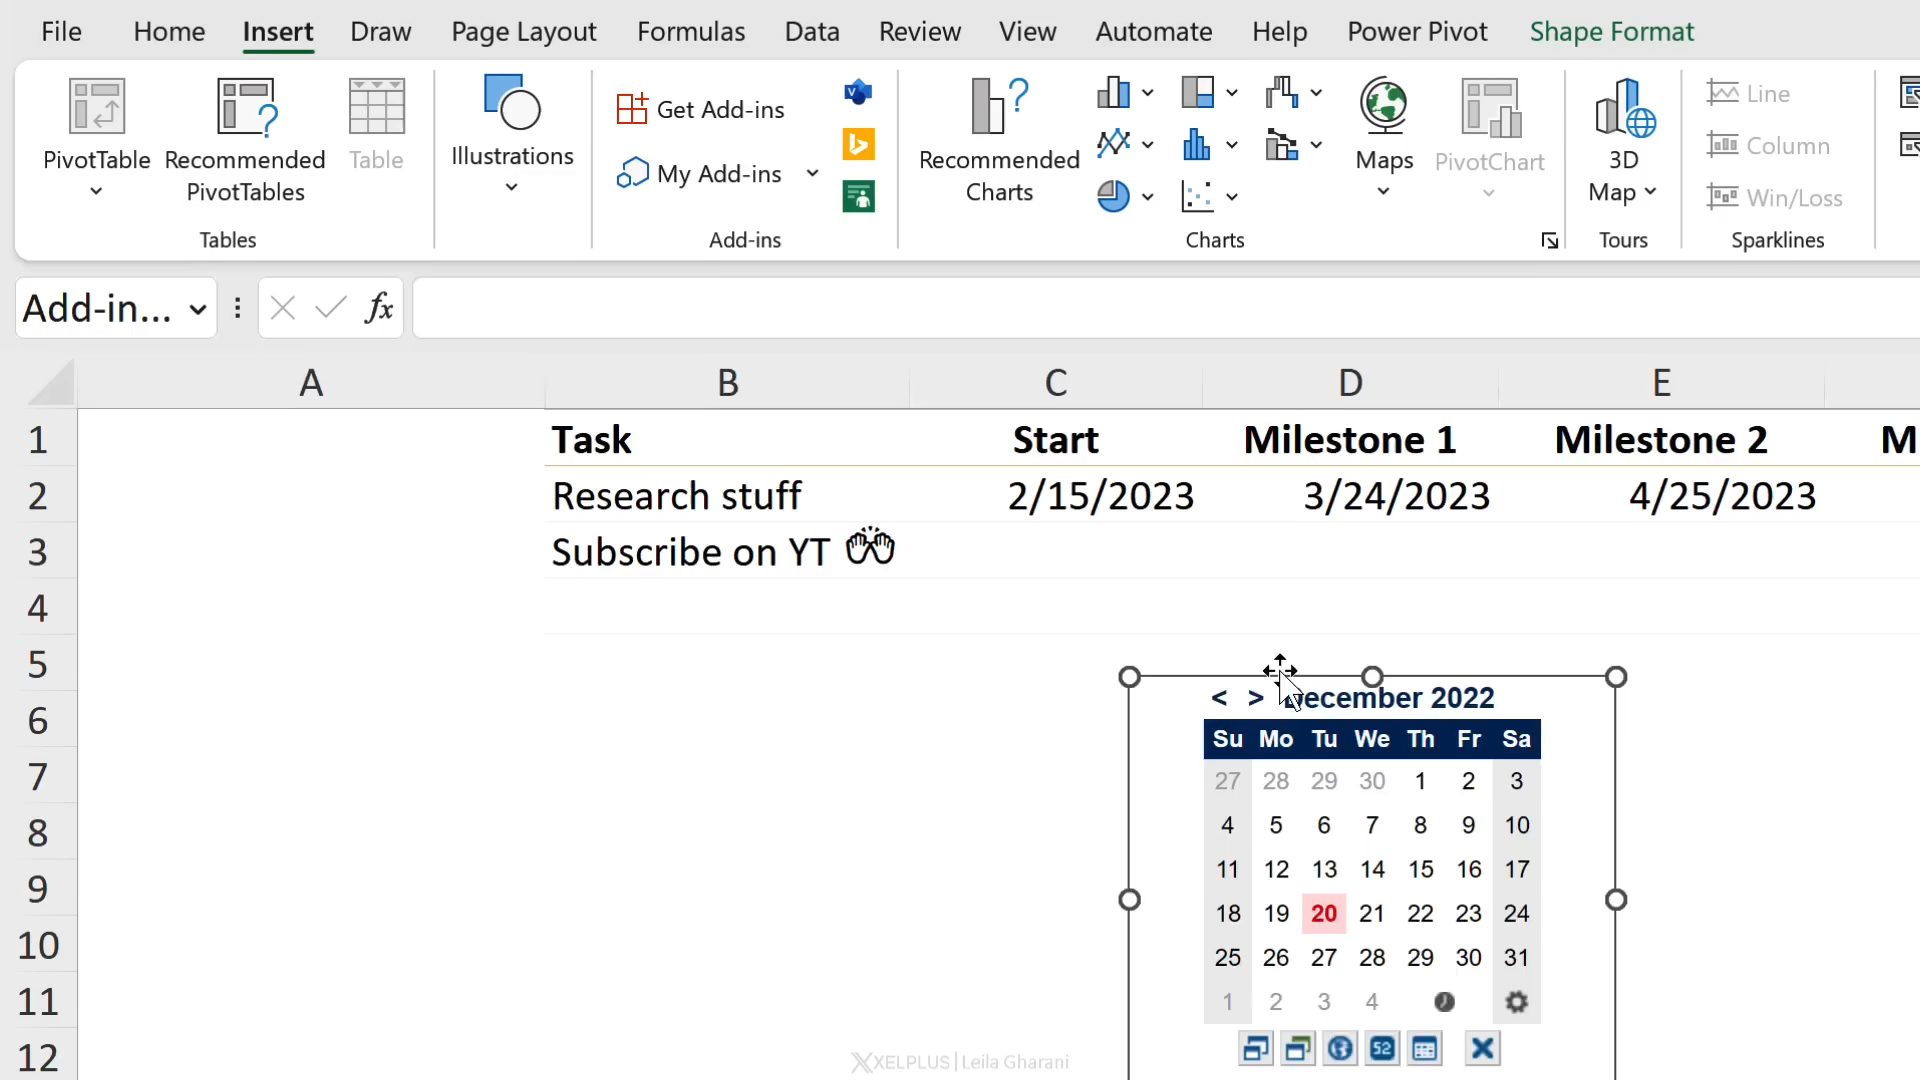 File Home Insert Draw Page Layout Formulas Data Review View Automate Help Power Pivot Shape Format
PivotTable
Recommended
PivotTables
Table
Tables
Illustrations
Get Add-ins
My Add-ins
Add-ins
Recommended
Charts
Maps
PivotChart
Charts
3D
Map
Tours
Line
Column
Win/Loss
Sparklines
Add-in... fx
A B C D E
1 Task Start Milestone 1 Milestone 2 M
2 Research stuff 2/15/2023 3/24/2023 4/25/2023
3 Subscribe on YT
4
5
6
7
8
9
10
11
12
< > December 2022
Su Mo Tu We Th Fr Sa
27 28 29 30 1 2 3
4 5 6 7 8 9 10
11 12 13 14 15 16 17
18 19 20 21 22 23 24
25 26 27 28 29 30 31
1 2 3 4
52
XELPLUS | Leila Gharani